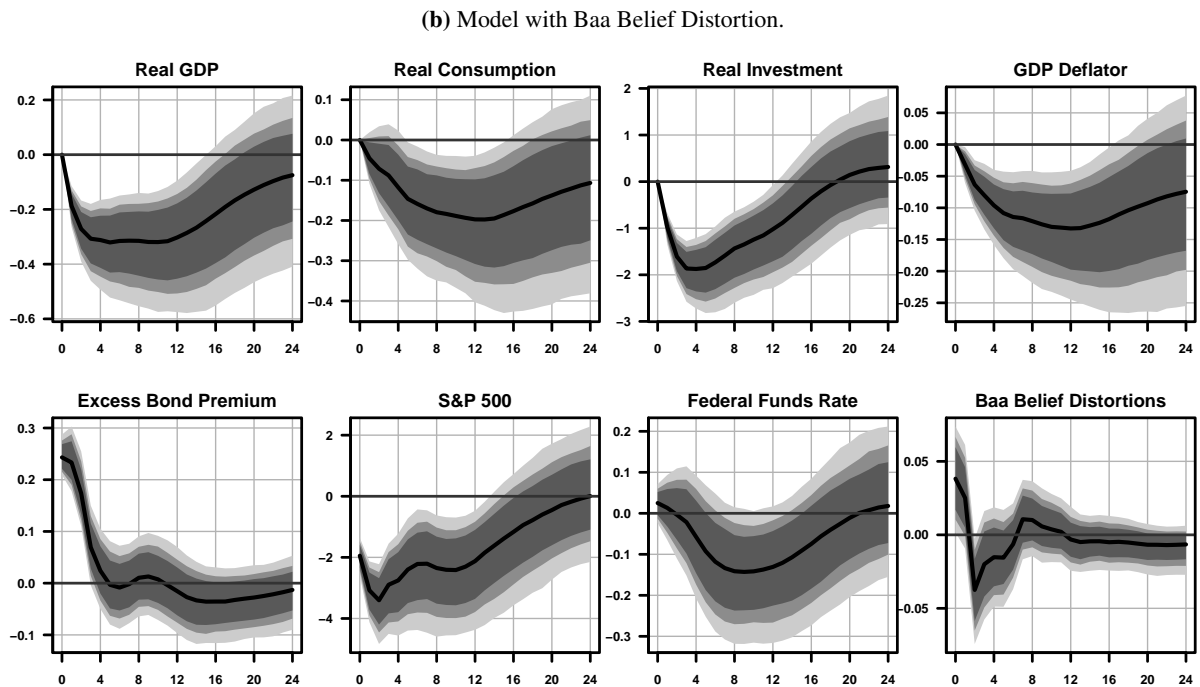 (b) Model with Baa Belief Distortion.
Real GDP Real Consumption Real Investment GDP Deflator
0.2 0.0 −0.2 −0.4 −0.6
0.1 0.0 −0.1 −0.2 −0.3 −0.4
2 1 0 −1 −2 −3
0.05 0.00 −0.05 −0.10 −0.15 −0.20 −0.25
0 4 8 12 16 20 24 0 4 8 12 16 20 24 0 4 8 12 16 20 24 0 4 8 12 16 20 24
Excess Bond Premium S&P 500 Federal Funds Rate Baa Belief Distortions
0.3 0.2 0.1 0.0 −0.1
2 0 −2 −4
0.2 0.1 0.0 −0.1 −0.2 −0.3
0.05 0.00 −0.05
0 4 8 12 16 20 24 0 4 8 12 16 20 24 0 4 8 12 16 20 24 0 4 8 12 16 20 24